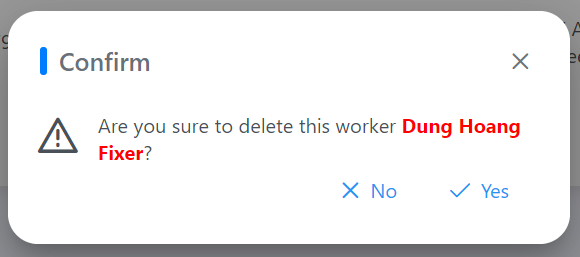 Confirm
Are you sure to delete this worker Dung Hoang
Fixer?
No Yes